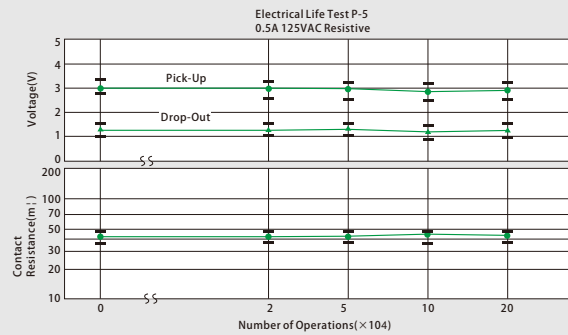 Electrical Life Test P-5
0.5A 125VAC Resistive
5
4
3
2
1
0
Voltage(V)
Pick-Up
Drop-Out
200
100
70
50
30
20
10
Contact
Resistance(m¦)
0
2
5
10
20
Number of Operations(×104)